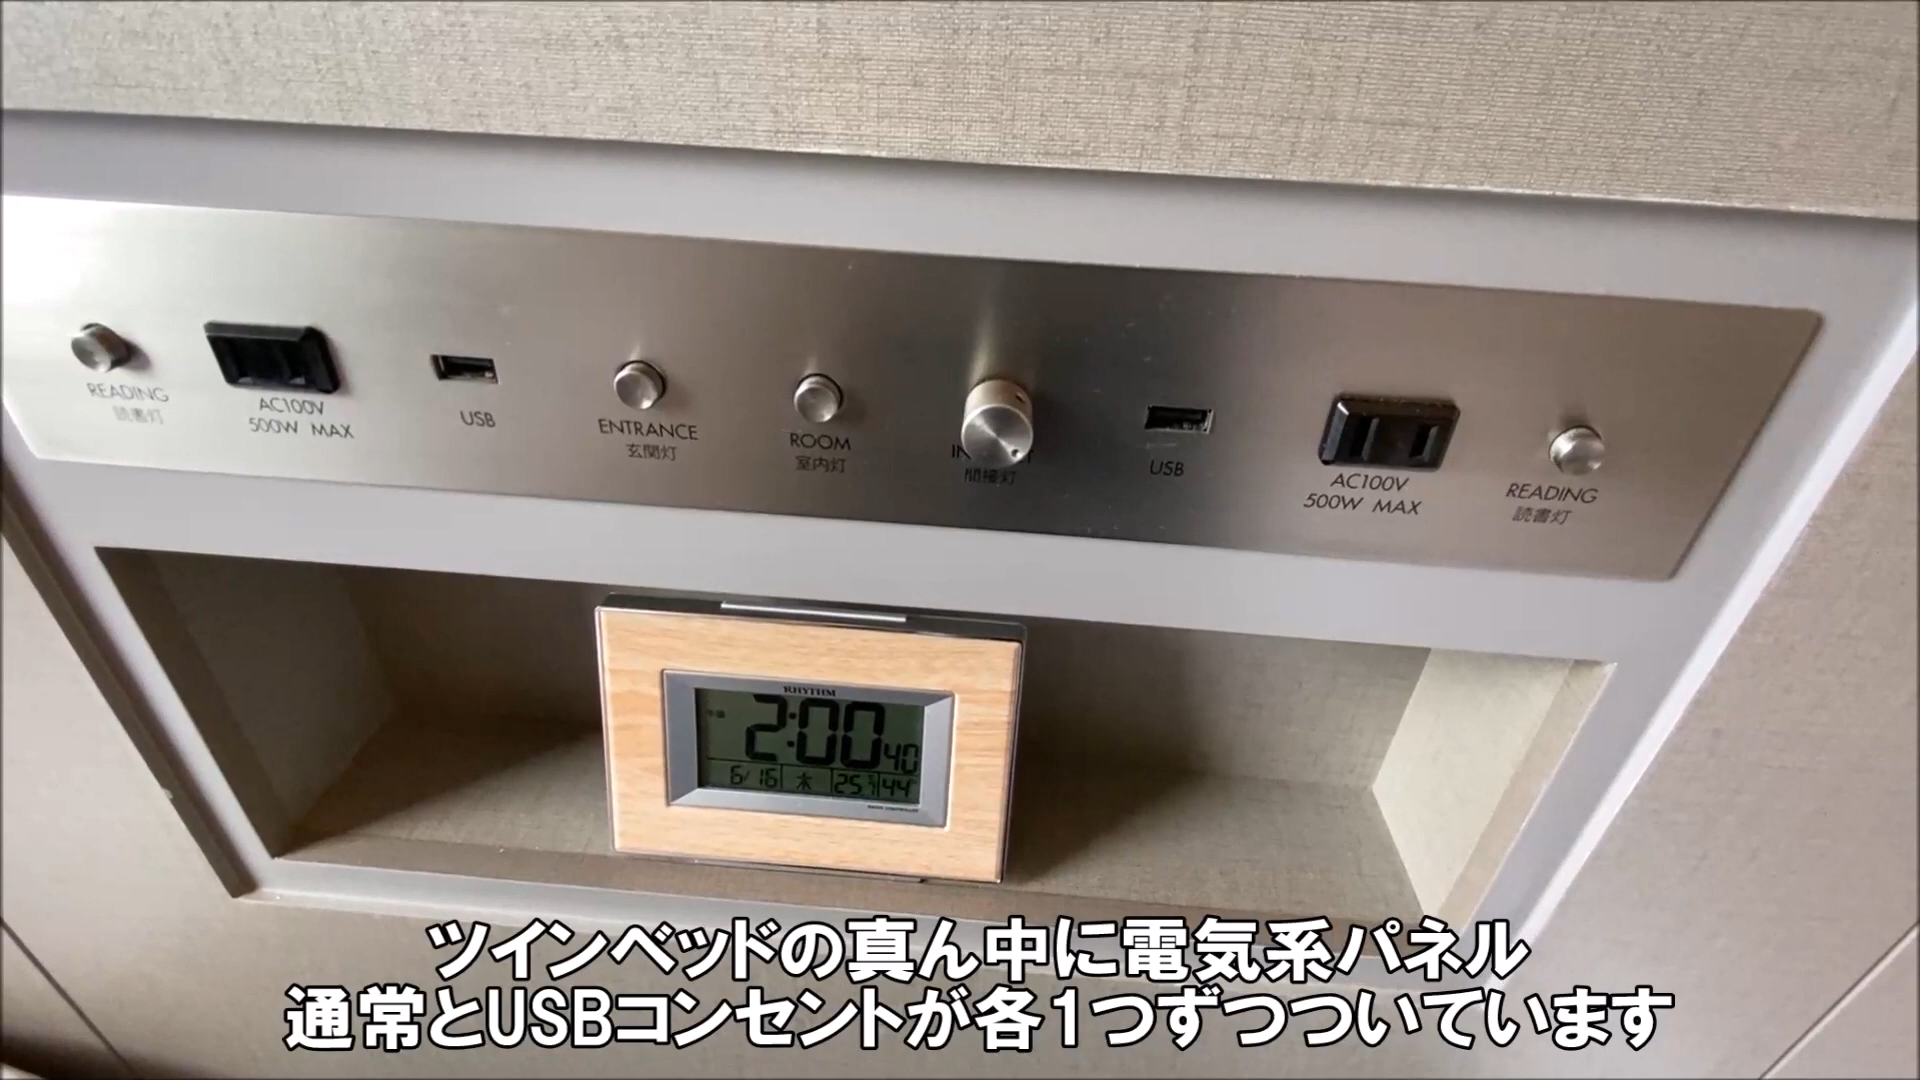 READING
読書灯
AC100V
500W MAX
USB
ENTRANCE
玄関灯
ROOM
室内灯
間接灯
USB
AC100V
500W MAX
READING
読書灯
RHYTHM
2:00 40
6/16 木 25 44
ツインベッドの真ん中に電気系パネル
通常とUSBコンセントが各1つずつついています